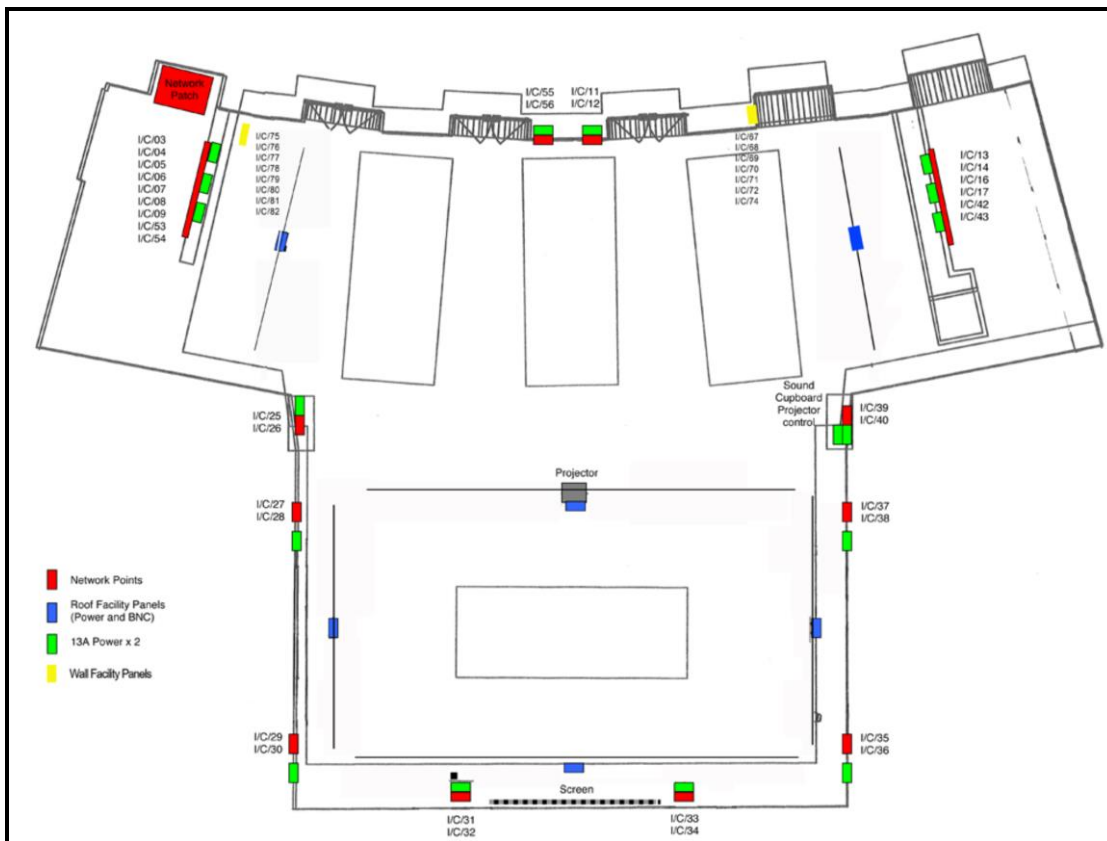 Network
Patch
I/C/55
I/C/56
I/C/11
I/C/12
I/C/03
I/C/04
I/C/05
I/C/06
I/C/07
I/C/08
I/C/09
I/C/53
I/C/54
I/C/75
I/C/76
I/C/77
I/C/78
I/C/79
I/C/80
I/C/81
I/C/82
I/C/67
I/C/68
I/C/69
I/C/70
I/C/71
I/C/72
I/C/74
I/C/13
I/C/14
I/C/16
I/C/17
I/C/42
I/C/43
I/C/25
I/C/26
Sound
Cupboard
Projector
control
I/C/39
I/C/40
Projector
I/C/27
I/C/28
I/C/37
I/C/38
Network Points
Roof Facility Panels
(Power and BNC)
13A Power x 2
Wall Facility Panels
I/C/29
I/C/30
I/C/35
I/C/36
Screen
I/C/31
I/C/32
I/C/33
I/C/34